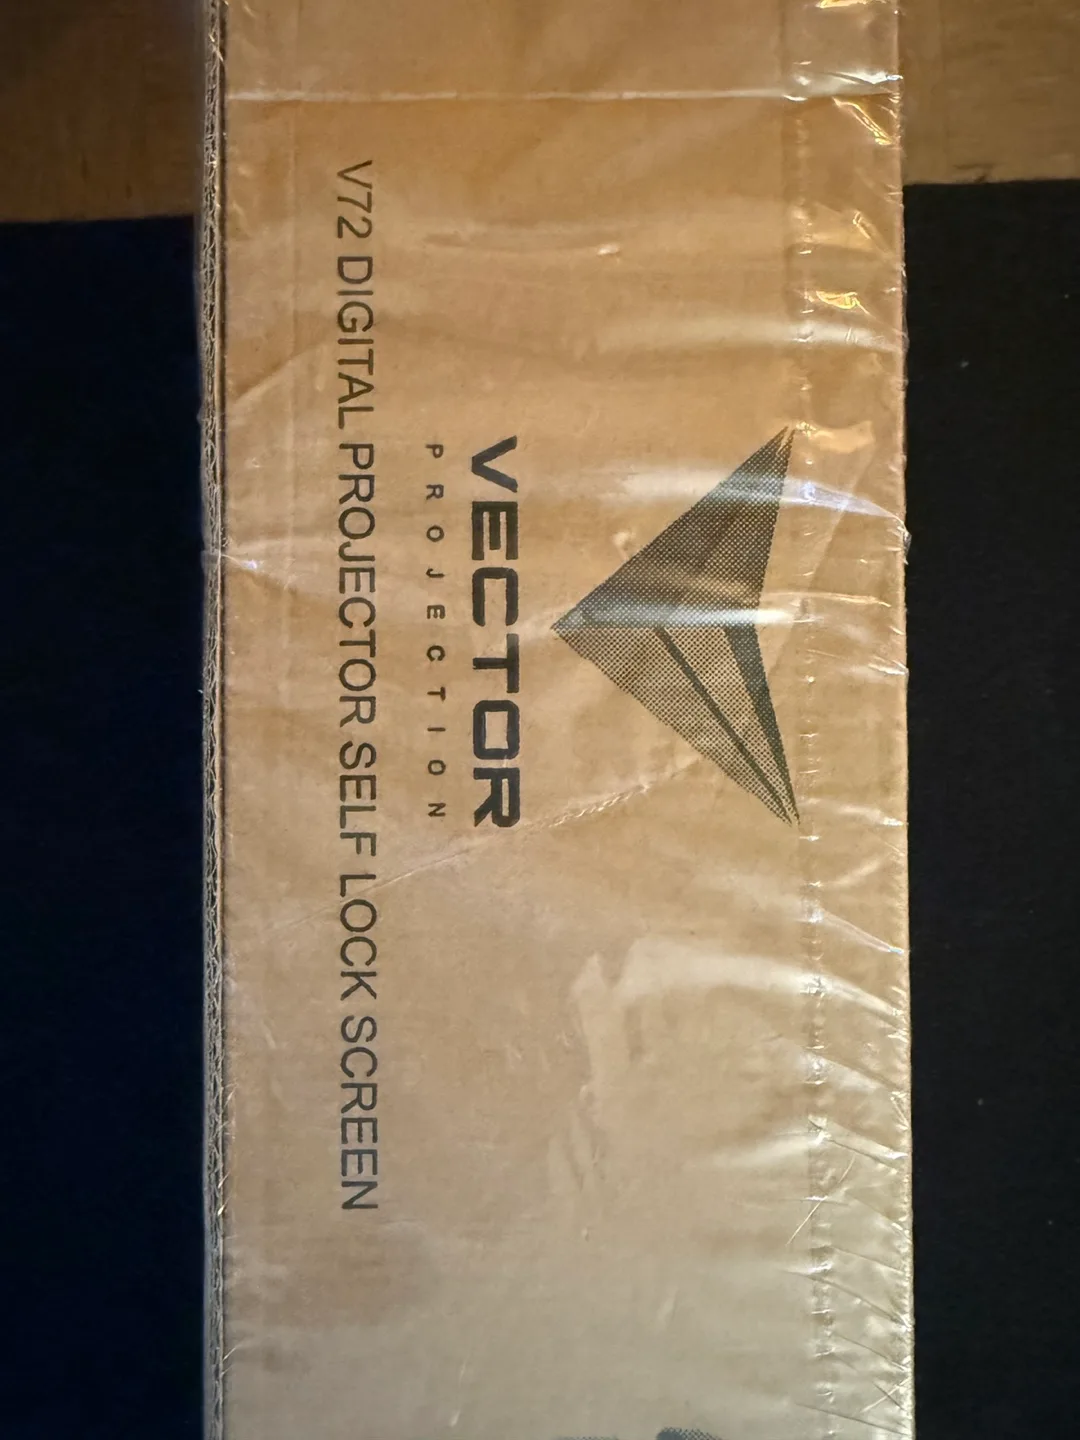 VECTOR
PROJECTION
V72 DIGITAL PROJECTOR SELF LOCK SCREEN